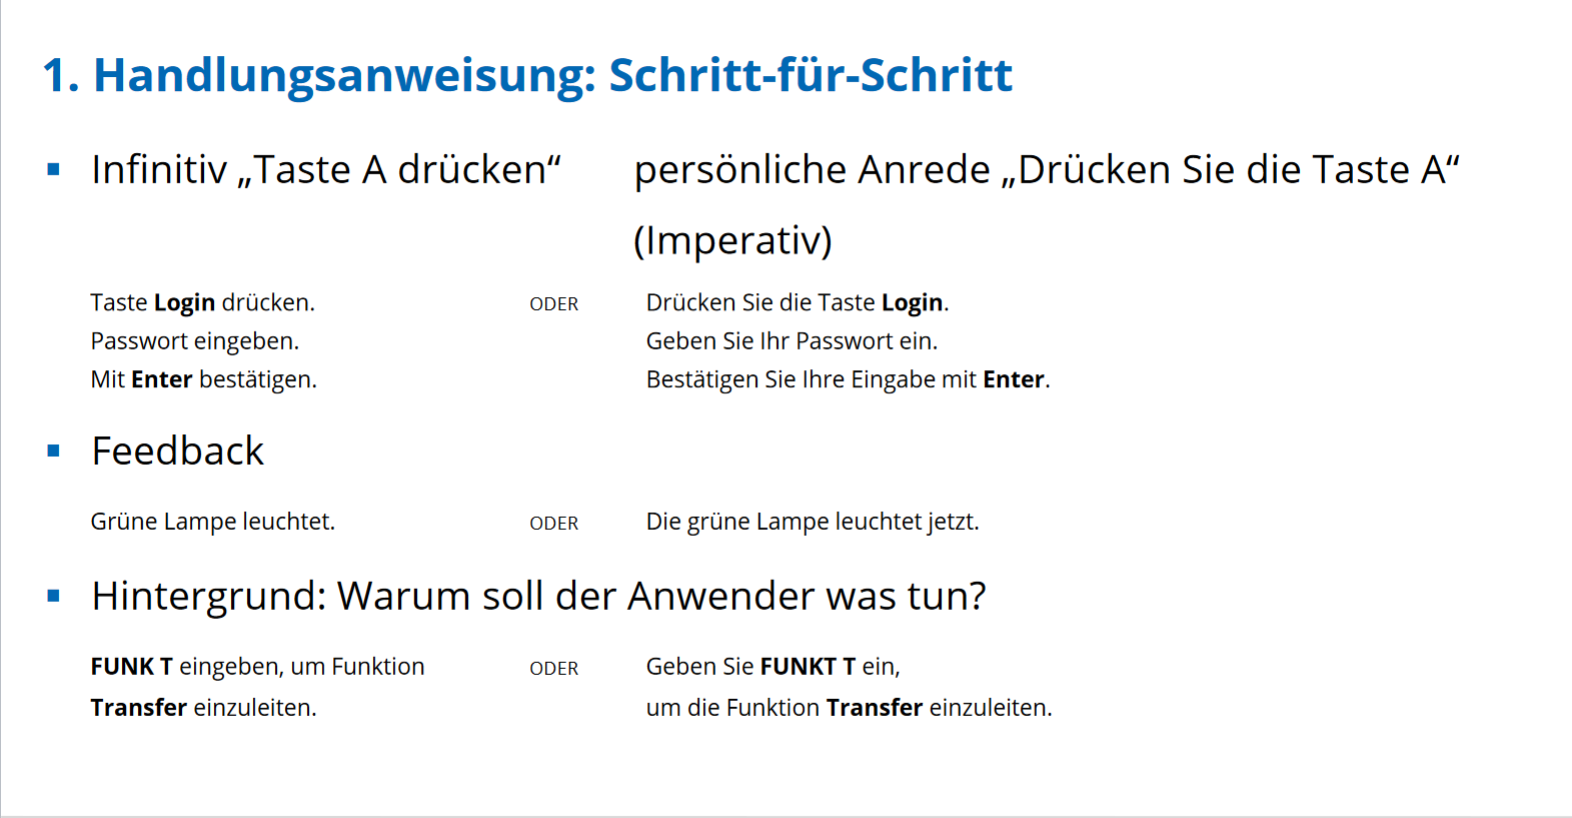 1. Handlungsanweisung: Schritt-für-Schritt
▪ Infinitiv „Taste A drücken“ persönliche Anrede „Drücken Sie die Taste A“
(Imperativ)
Taste Login drücken. ODER Drücken Sie die Taste Login.
Passwort eingeben. Geben Sie Ihr Passwort ein.
Mit Enter bestätigen. Bestätigen Sie Ihre Eingabe mit Enter.
▪ Feedback
Grüne Lampe leuchtet. ODER Die grüne Lampe leuchtet jetzt.
▪ Hintergrund: Warum soll der Anwender was tun?
FUNK T eingeben, um Funktion ODER Geben Sie FUNKT T ein,
Transfer einzuleiten. um die Funktion Transfer einzuleiten.